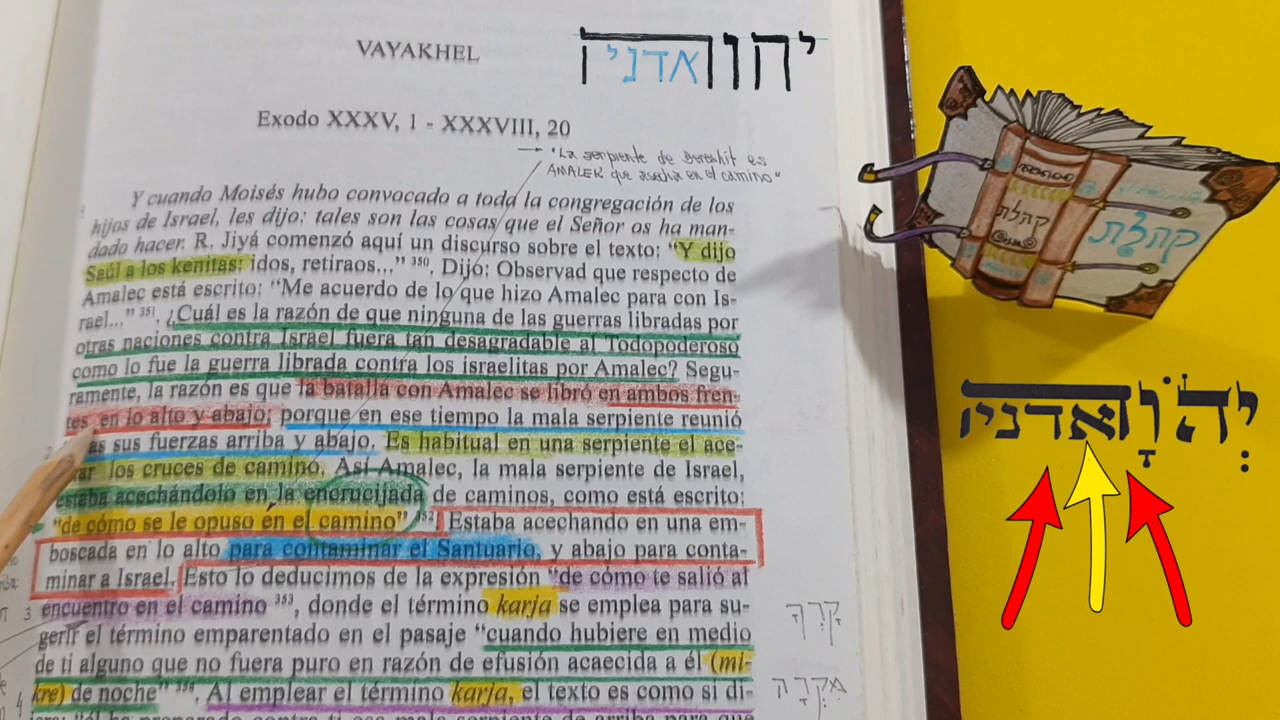 VAYAKHEL
יהוה
אדני
Exodo XXXV, 1 - XXXVIII, 20
"La serpiente de Bereshit es
AMALEK que asecha en el camino"
Y cuando Moisés hubo convocado a toda la congregación de los
hijos de Israel, les dijo: tales son las cosas que el Señor os ha man-
dado hacer. R. Jiyá comenzó aquí un discurso sobre el texto: "Y dijo
Saúl a los kenitas: idos, retiraos..." 350. Dijo: Observad que respecto de
Amalec está escrito: "Me acuerdo de lo que hizo Amalec para con Is-
rael..." 351. ¿Cuál es la razón de que ninguna de las guerras libradas por
otras naciones contra Israel fuera tan desagradable al Todopoderoso
como lo fue la guerra librada contra los israelitas por Amalec? Segu-
ramente, la razón es que la batalla con Amalec se libró en ambos fren-
tes, en lo alto y abajo; porque en ese tiempo la mala serpiente reunió
as sus fuerzas arriba y abajo. Es habitual en una serpiente el ace-
ar los cruces de camino. Así Amalec, la mala serpiente de Israel,
estaba acechándolo en la encrucijada de caminos, como está escrito:
"de cómo se le opuso en el camino" 352. Estaba acechando en una em-
boscada en lo alto para contaminar el Santuario, y abajo para conta-
minar a Israel. Esto lo deducimos de la expresión "de cómo te salió al
3 encuentro en el camino 353, donde el término karja se emplea para su-
gerir el término emparentado en el pasaje "cuando hubiere en medio
de ti alguno que no fuera puro en razón de efusión acaecida a él (mi-
4 kre) de noche" 354. Al emplear el término karja, el texto es como si di-
קָרְךָ
מִקְרֵה
קהלת
קהלת